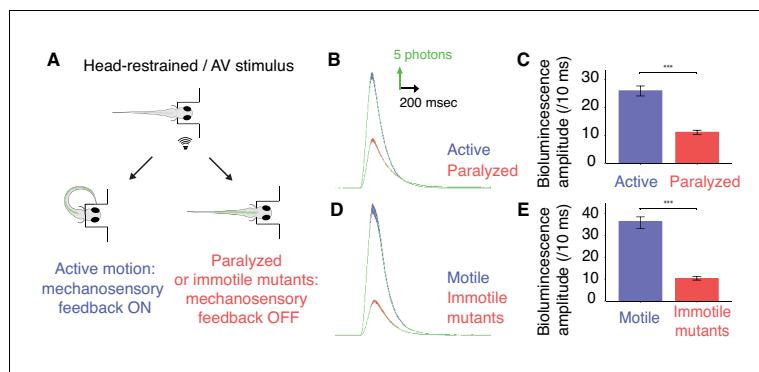 A
Head-restrained / AV stimulus
Active motion:
mechanosensory
feedback ON
Paralyzed
or immotile mutants:
mechanosensory
feedback OFF
B
5 photons
200 msec
Active
Paralyzed
C
Bioluminescence
amplitude (/10 ms)
30
20
10
0
***
Active
Paralyzed
D
Motile
Immotile
mutants
E
Bioluminescence
amplitude (/10 ms)
40
30
20
10
0
***
Motile
Immotile
mutants